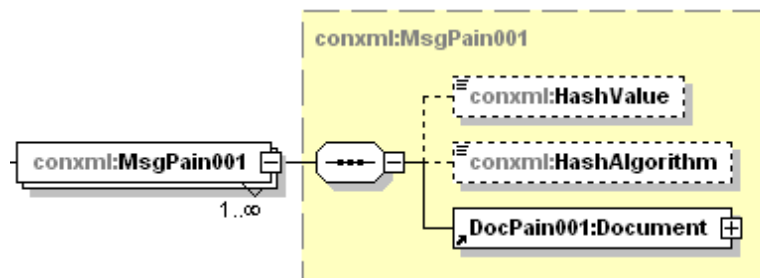 conxml:MsgPain001
conxml:HashValue
conxml:MsgPain001
conxml:HashAlgorithm
1..∞
DocPain001:Document